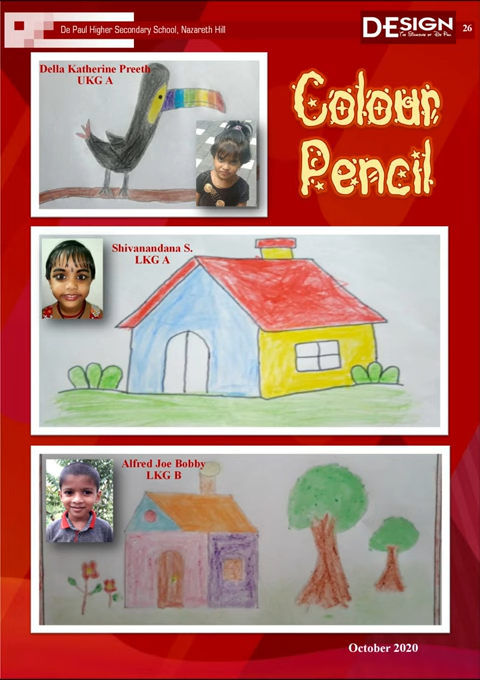 De Paul Higher Secondary School, Nazareth Hill
DESIGN
26
Della Katherine Preeth
UKG A
Colour
Pencil
Shivanandana S.
LKG A
Alfred Joe Bobby
LKG B
October 2020